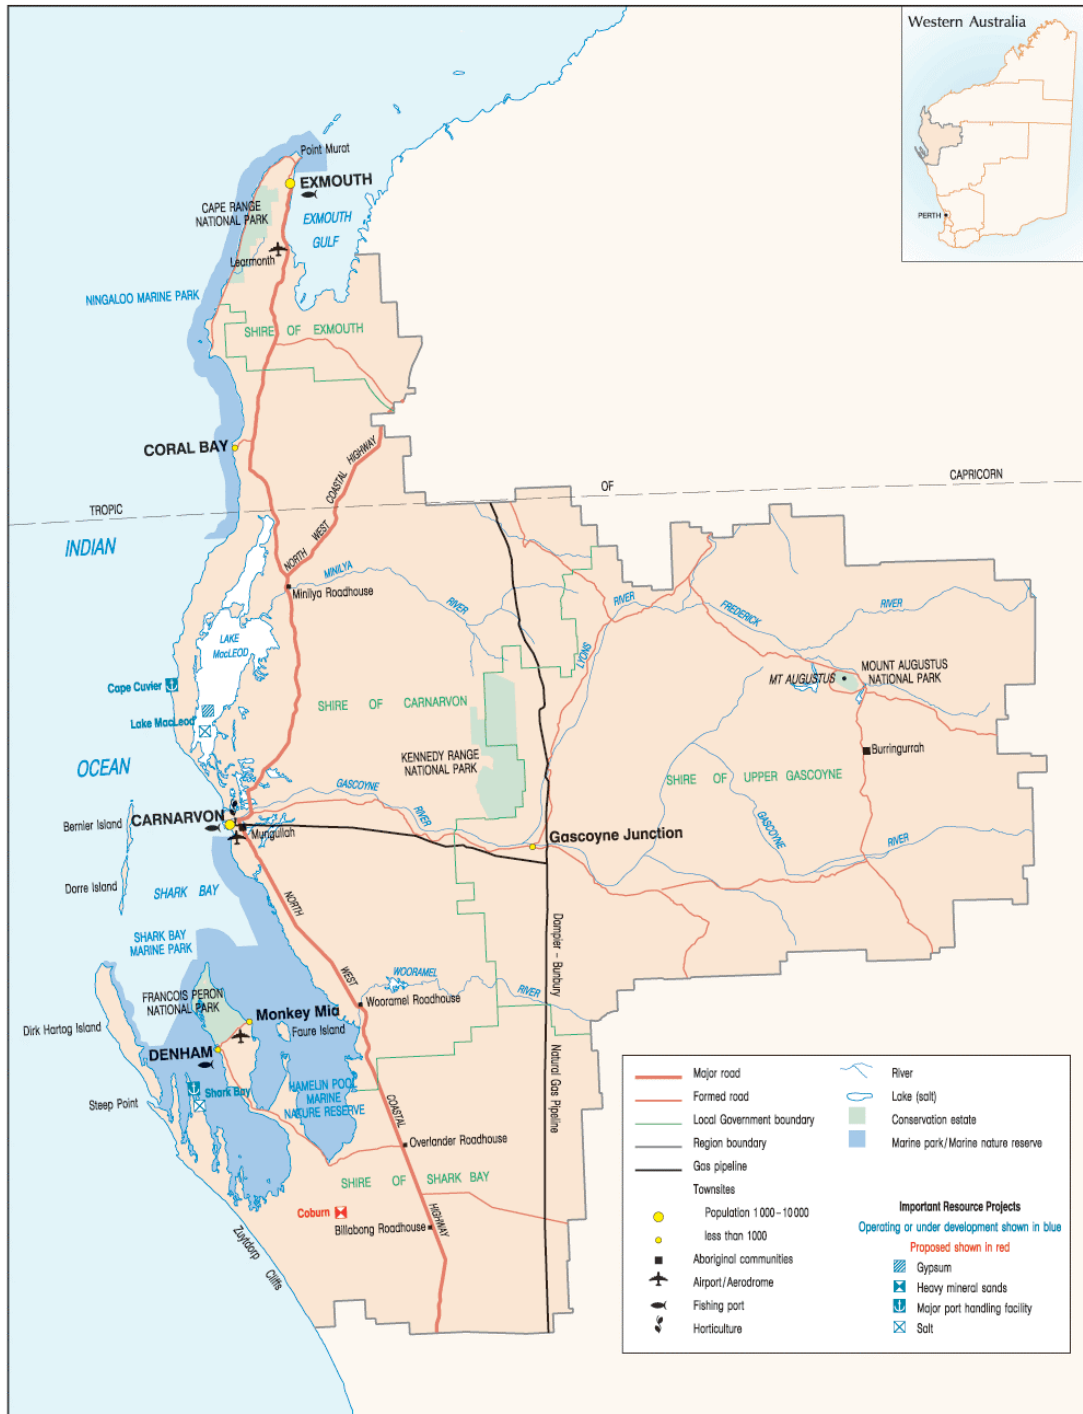 Western Australia
PERTH
Point Murat
EXMOUTH
CAPE RANGE
NATIONAL PARK
EXMOUTH
GULF
Learmonth
NINGALOO MARINE PARK
SHIRE OF EXMOUTH
CORAL BAY
NORTH WEST COASTAL HIGHWAY
TROPIC OF CAPRICORN
INDIAN
OCEAN
MINILYA RIVER
Minilya Roadhouse
LAKE
MacLEOD
LYONS RIVER
FREDERICK RIVER
Cape Cuvier
Lake MacLeod
MT AUGUSTUS
MOUNT AUGUSTUS
NATIONAL PARK
SHIRE OF CARNARVON
KENNEDY RANGE
NATIONAL PARK
Burringurrah
SHIRE OF UPPER GASCOYNE
GASCOYNE RIVER
GASCOYNE RIVER
Bernier Island
CARNARVON
Mungullah
Gascoyne Junction
Dorre Island
SHARK BAY
SHARK BAY
MARINE PARK
NORTH WEST COASTAL HIGHWAY
Dampier – Bunbury Natural Gas Pipeline
WOORAMEL RIVER
Wooramel Roadhouse
FRANCOIS PERON
NATIONAL PARK
Monkey Mia
Faure Island
Dirk Hartog Island
DENHAM
Shark Bay
Steep Point
HAMELIN POOL
MARINE
NATURE RESERVE
Overlander Roadhouse
SHIRE OF SHARK BAY
Coburn
Billabong Roadhouse
Zuytdorp Cliffs
Major road
Formed road
Local Government boundary
Region boundary
Gas pipeline
Townsites
Population 1 000 – 10 000
less than 1000
Aboriginal communities
Airport/Aerodrome
Fishing port
Horticulture
River
Lake (salt)
Conservation estate
Marine park/Marine nature reserve
Important Resource Projects
Operating or under development shown in blue
Proposed shown in red
Gypsum
Heavy mineral sands
Major port handling facility
Salt